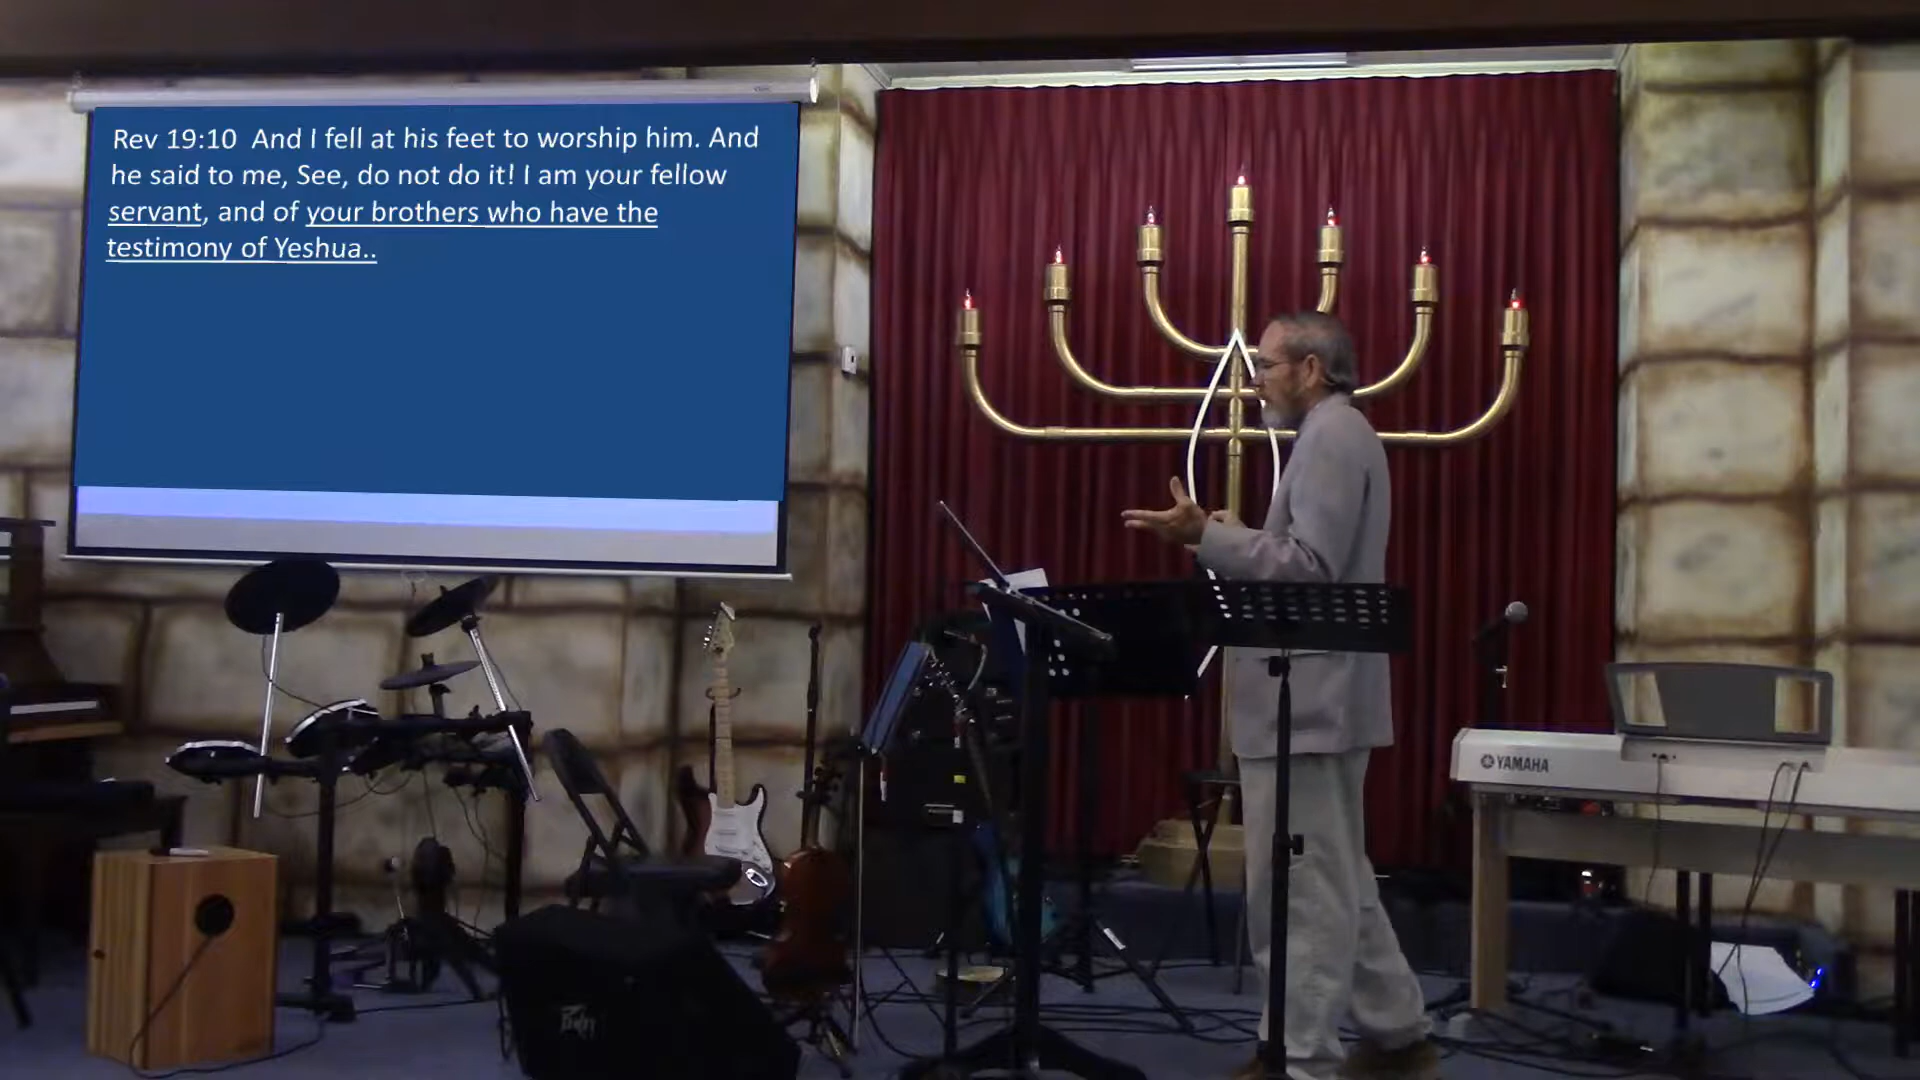 Rev 19:10  And I fell at his feet to worship him. And
he said to me, See, do not do it! I am your fellow
servant, and of your brothers who have the
testimony of Yeshua..
YAMAHA